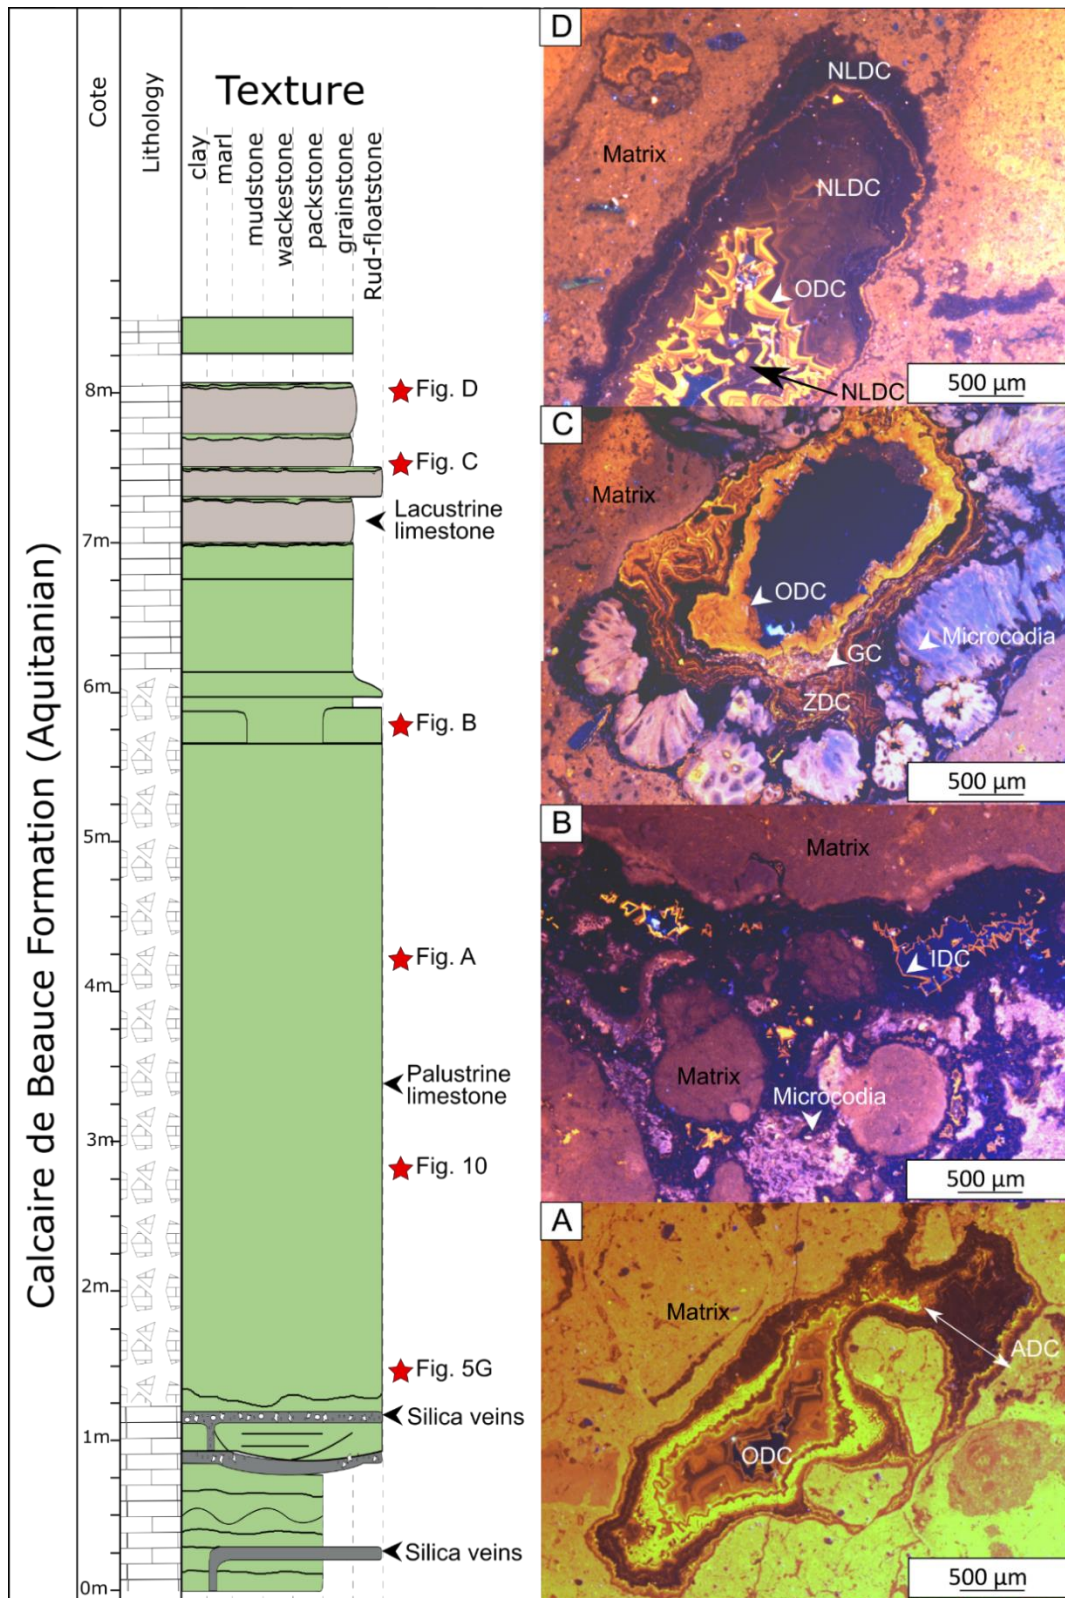 Calcaire de Beauce Formation (Aquitanian)
Cote
Lithology
Texture
clay
marl
mudstone
wackestone
packstone
grainstone
Rud-floatstone
8m
7m
6m
5m
4m
3m
2m
1m
0m
Fig. D
Fig. C
Lacustrine
limestone
Fig. B
Fig. A
Palustrine
limestone
Fig. 10
Fig. 5G
Silica veins
Silica veins
D
NLDC
Matrix
NLDC
ODC
NLDC
500 µm
C
Matrix
ODC
Microcodia
GC
ZDC
500 µm
B
Matrix
IDC
Matrix
Microcodia
500 µm
A
Matrix
ADC
ODC
500 µm